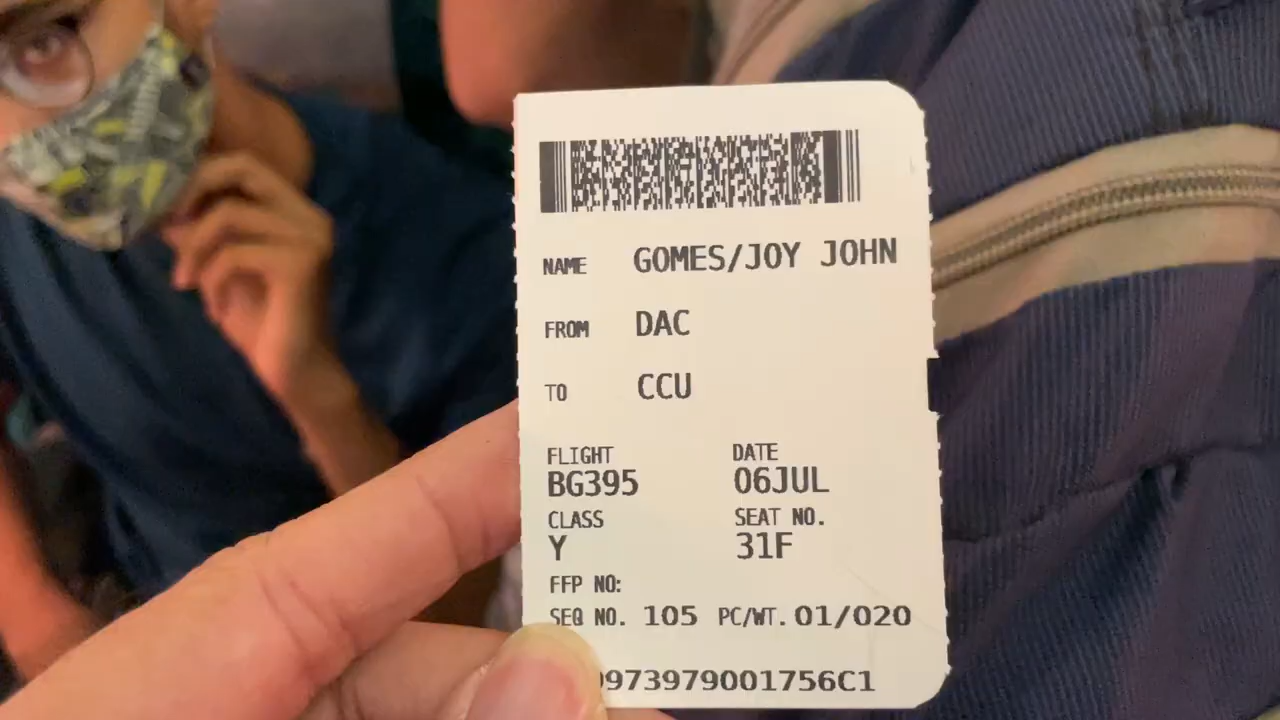 NAME GOMES/JOY JOHN
FROM DAC
TO CCU
FLIGHT DATE
BG395 06JUL
CLASS SEAT NO.
Y 31F
FFP NO:
SEQ NO. 105 PC/WT. 01/020
973979001756C1